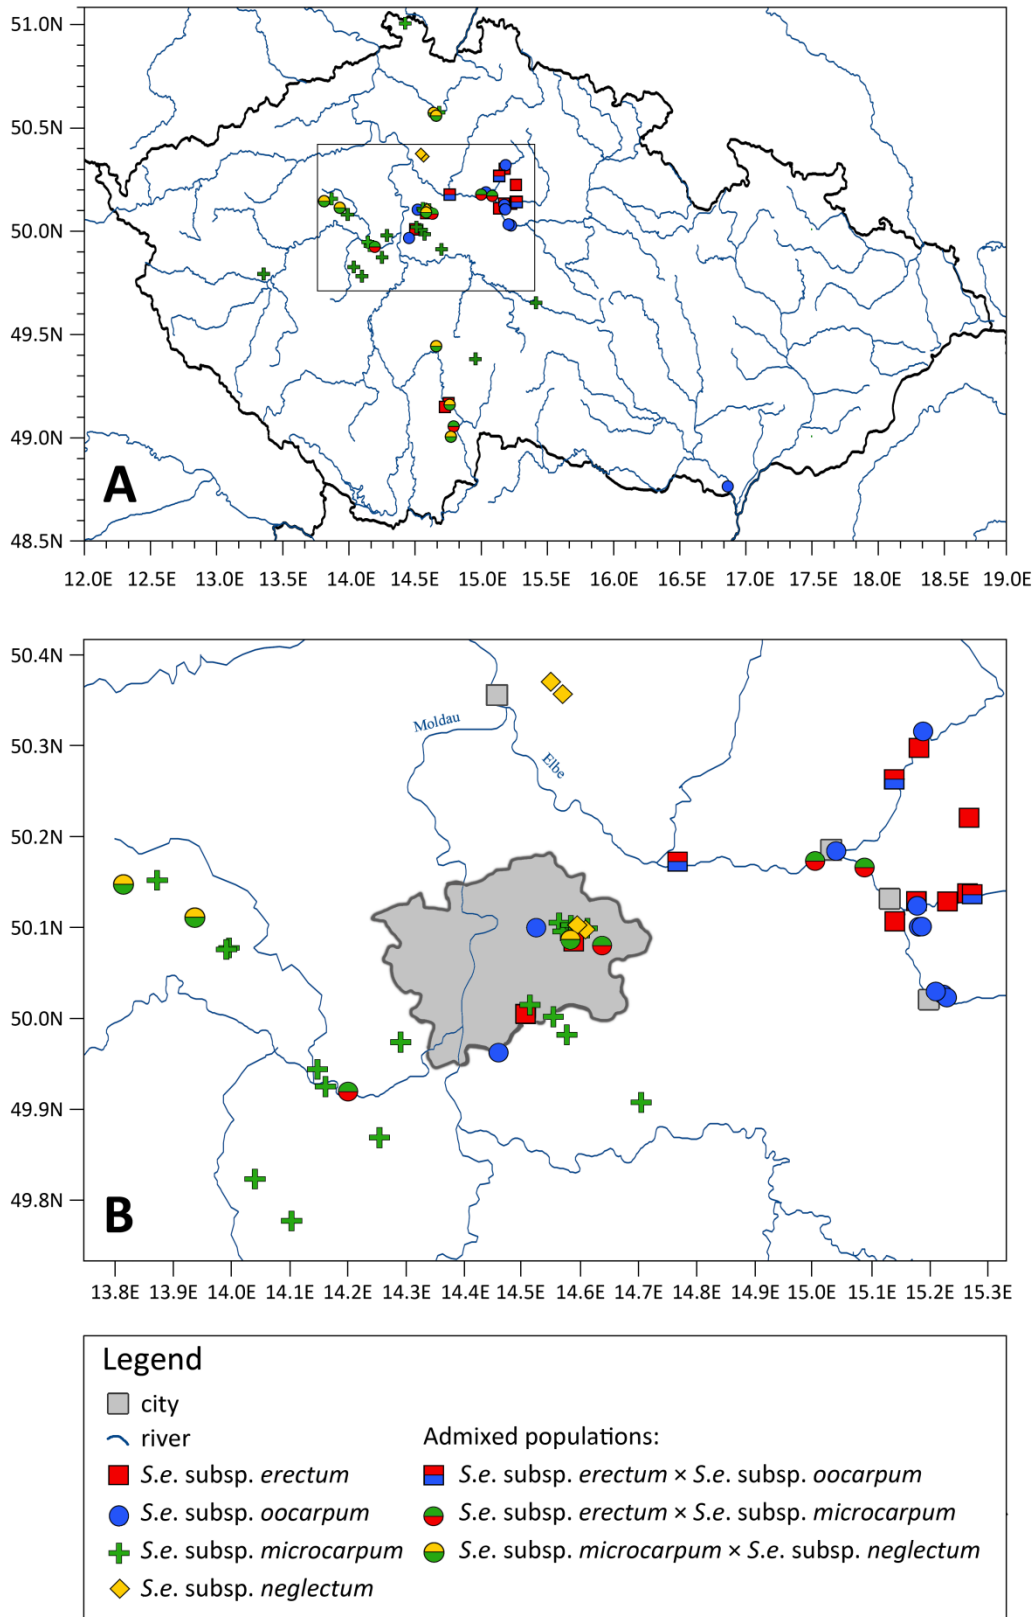 51.0N
50.5N
50.0N
49.5N
49.0N
48.5N
A
12.0E 12.5E 13.0E 13.5E 14.0E 14.5E 15.0E 15.5E 16.0E 16.5E 17.0E 17.5E 18.0E 18.5E 19.0E
50.4N
50.3N
50.2N
50.1N
50.0N
49.9N
49.8N
Moldau
Elbe
B
13.8E 13.9E 14.0E 14.1E 14.2E 14.3E 14.4E 14.5E 14.6E 14.7E 14.8E 14.9E 15.0E 15.1E 15.2E 15.3E
Legend
city
river
S.e. subsp. erectum
S.e. subsp. oocarpum
S.e. subsp. microcarpum
S.e. subsp. neglectum
Admixed populations:
S.e. subsp. erectum × S.e. subsp. oocarpum
S.e. subsp. erectum × S.e. subsp. microcarpum
S.e. subsp. microcarpum × S.e. subsp. neglectum